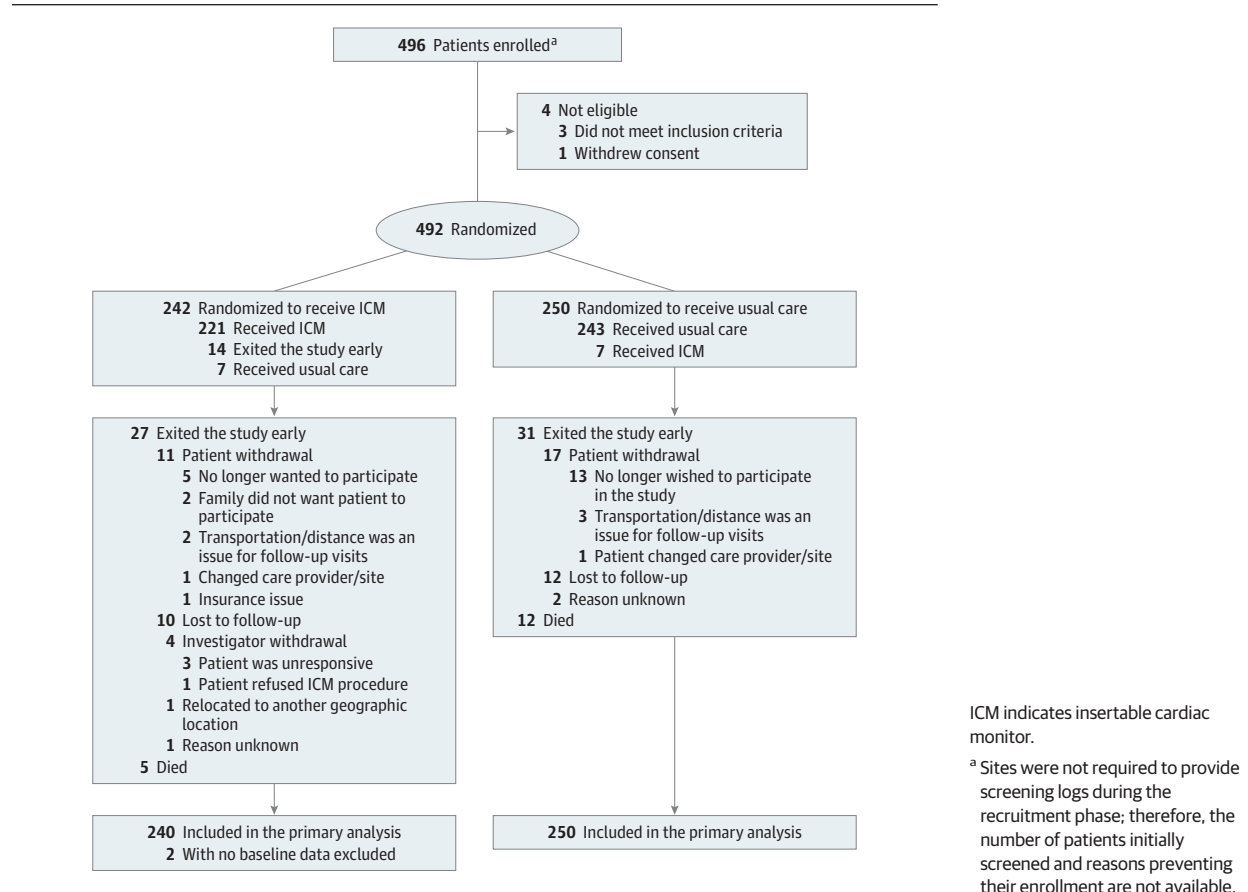 496 Patients enrolledᵃ
4 Not eligible
3 Did not meet inclusion criteria
1 Withdrew consent
492 Randomized
242 Randomized to receive ICM
221 Received ICM
14 Exited the study early
7 Received usual care
250 Randomized to receive usual care
243 Received usual care
7 Received ICM
27 Exited the study early
11 Patient withdrawal
5 No longer wanted to participate
2 Family did not want patient to
participate
2 Transportation/distance was an
issue for follow-up visits
1 Changed care provider/site
1 Insurance issue
10 Lost to follow-up
4 Investigator withdrawal
3 Patient was unresponsive
1 Patient refused ICM procedure
1 Relocated to another geographic
location
1 Reason unknown
5 Died
31 Exited the study early
17 Patient withdrawal
13 No longer wished to participate
in the study
3 Transportation/distance was an
issue for follow-up visits
1 Patient changed care provider/site
12 Lost to follow-up
2 Reason unknown
12 Died
240 Included in the primary analysis
2 With no baseline data excluded
250 Included in the primary analysis
ICM indicates insertable cardiac
monitor.
ᵃ Sites were not required to provide
screening logs during the
recruitment phase; therefore, the
number of patients initially
screened and reasons preventing
their enrollment are not available.